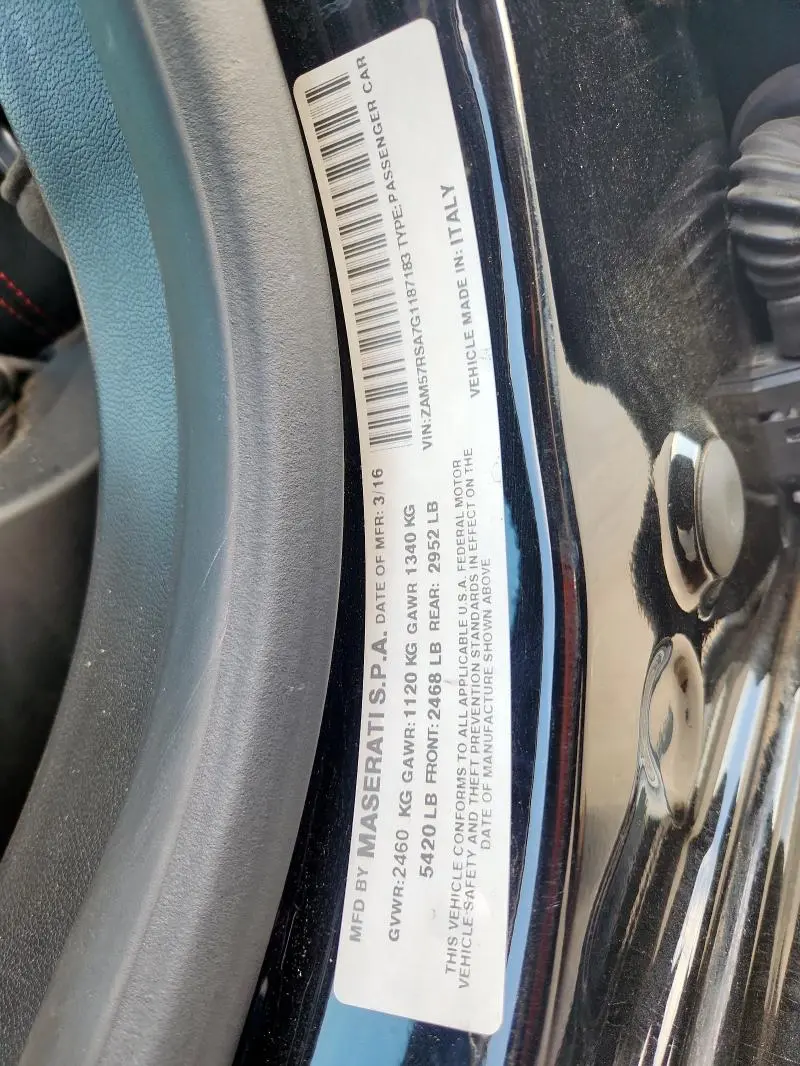 MFD BY MASERATI S.P.A. DATE OF MFR: 3/16
GVWR:2460 KG GAWR:1120 KG GAWR 1340 KG
5420 LB FRONT:2468 LB REAR: 2952 LB
THIS VEHICLE CONFORMS TO ALL APPLICABLE U.S.A. FEDERAL MOTOR
VEHICLE SAFETY AND THEFT PREVENTION STANDARDS IN EFFECT ON THE
DATE OF MANUFACTURE SHOWN ABOVE
VIN:ZAM57RSA7G1187183 TYPE:PASSENGER CAR
VEHICLE MADE IN: ITALY